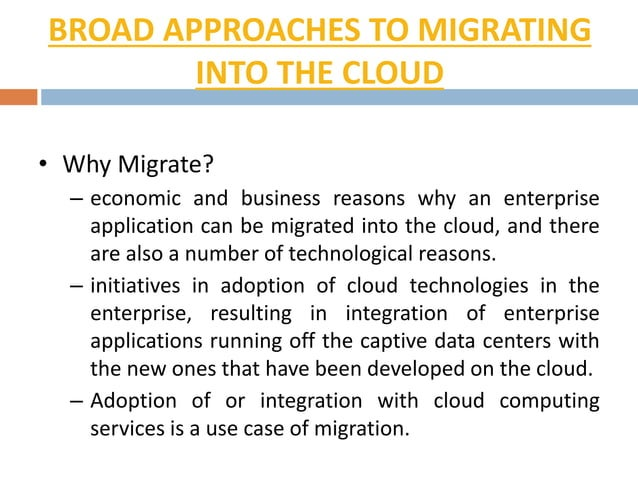 BROAD APPROACHES TO MIGRATING
INTO THE CLOUD
• Why Migrate?
– economic and business reasons why an enterprise
application can be migrated into the cloud, and there
are also a number of technological reasons.
– initiatives in adoption of cloud technologies in the
enterprise, resulting in integration of enterprise
applications running off the captive data centers with
the new ones that have been developed on the cloud.
– Adoption of or integration with cloud computing
services is a use case of migration.